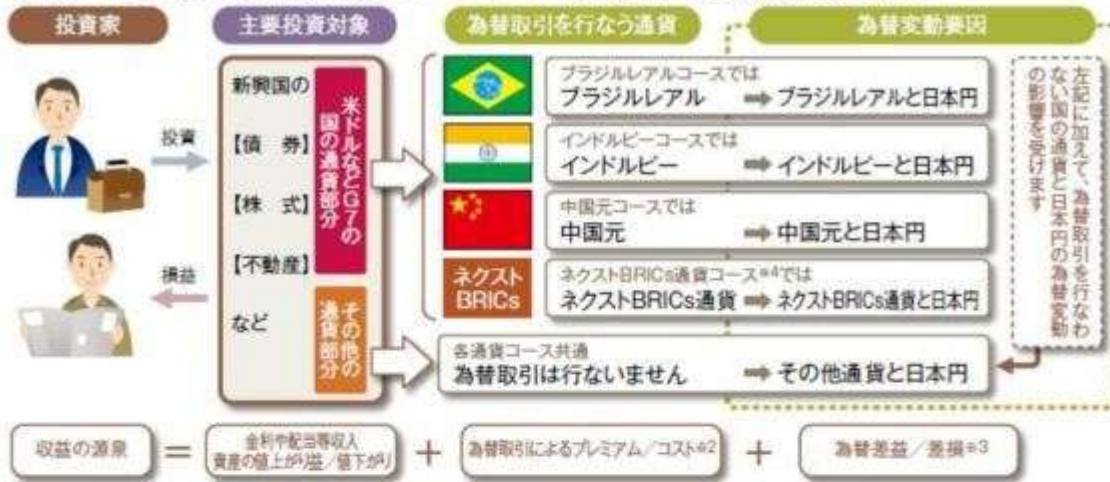 投資家
主要投資対象
為替取引を行なう通貨
為替変動要因
投資
損益
新興国の
【債 券】
【株 式】
【不動産】
など
米ドルなどG7の
国の通貨部分
その他の
通貨部分
ブラジルレアルコースでは
ブラジルレアル ➡ ブラジルレアルと日本円
インドルピーコースでは
インドルピー ➡ インドルピーと日本円
中国元コースでは
中国元 ➡ 中国元と日本円
ネクスト
BRICs
ネクストBRICs通貨コース※4では
ネクストBRICs通貨 ➡ ネクストBRICs通貨と日本円
各通貨コース共通
為替取引は行ないません ➡ その他通貨と日本円
左記に加えて、為替取引を行なわ
ない国の通貨と日本円の為替変動
の影響を受けます
収益の源泉
=
金利や配当等収入
資産の値上がり益/値下がり
+
為替取引によるプレミアム/コスト※2
+
為替差益/差損※3